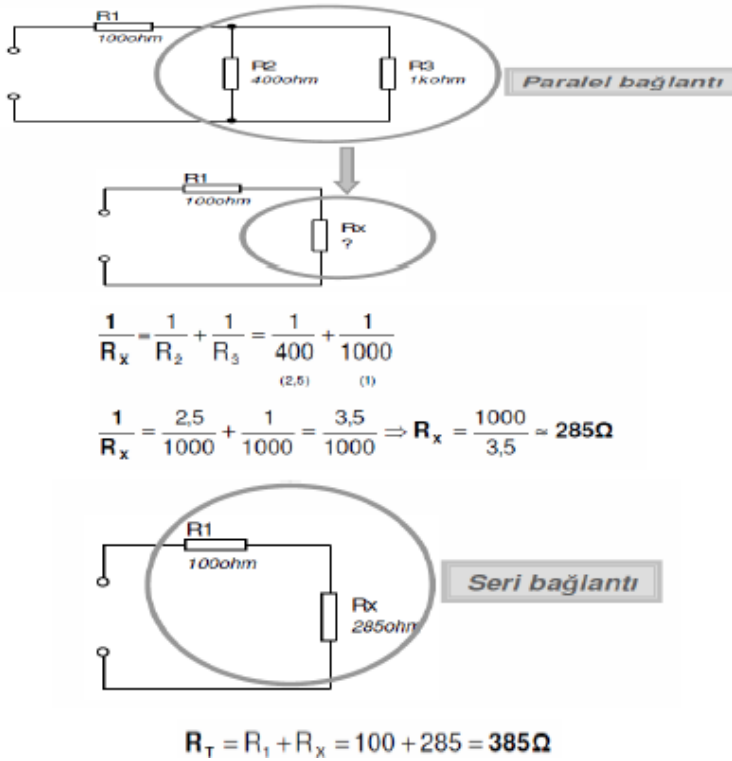 R1
100ohm
R2
400ohm
R3
1kohm
Paralel bağlantı
R1
100ohm
Rx
?
1/Rx = 1/R2 + 1/R3 = 1/400 + 1/1000
(2,5) (1)
1/Rx = 2,5/1000 + 1/1000 = 3,5/1000 ⇒ Rx = 1000/3,5 ≃ 285Ω
R1
100ohm
Rx
285ohm
Seri bağlantı
RT = R1 + RX = 100 + 285 = 385Ω